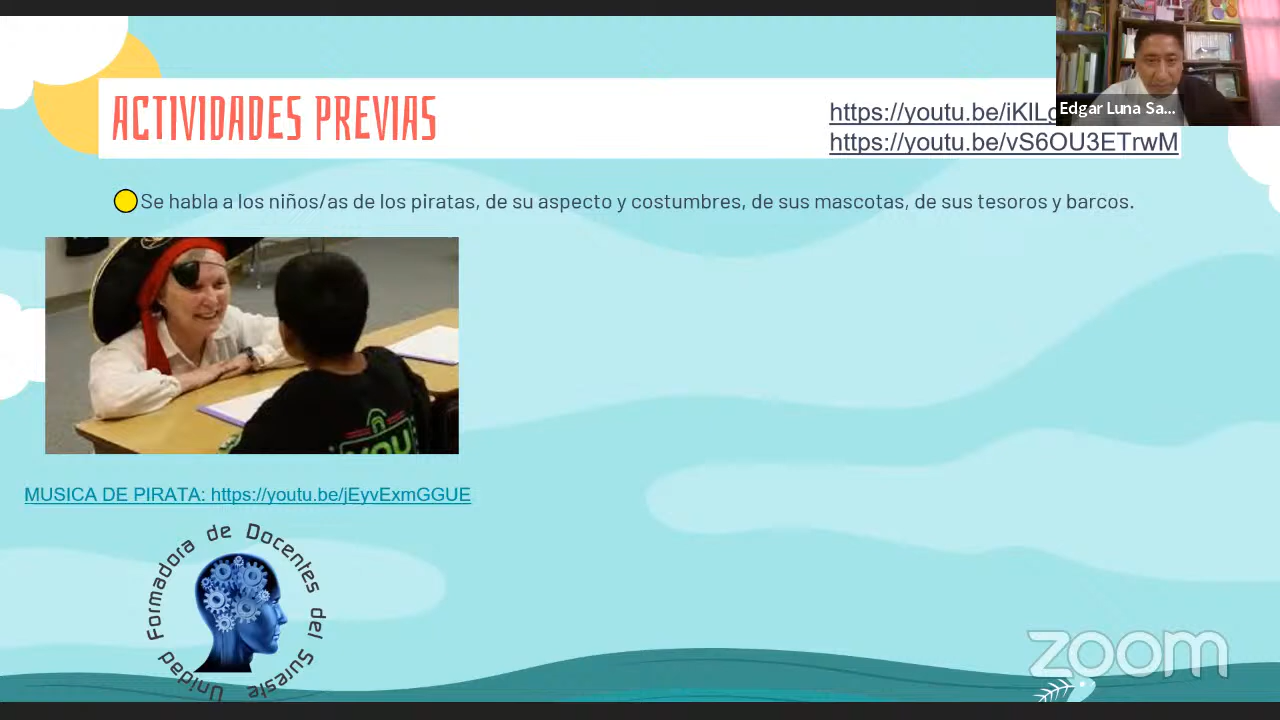 ACTIVIDADES PREVIAS
https://youtu.be/iKIL
https://youtu.be/vS6OU3ETrwM
Edgar Luna Sa...
Se habla a los niños/as de los piratas, de su aspecto y costumbres, de sus mascotas, de sus tesoros y barcos.
you
MUSICA DE PIRATA: https://youtu.be/jEyvExmGGUE
Unidad Formadora de Docentes del Sureste
zoom